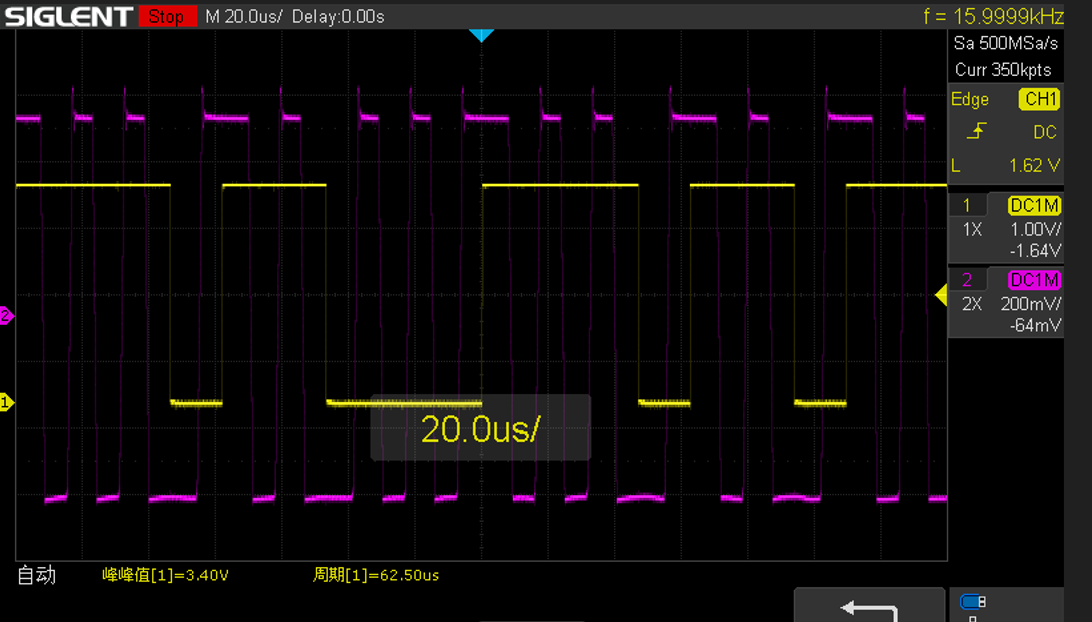 SIGLENT Stop M 20.0us/ Delay:0.00s f = 15.9999kHz
Sa 500MSa/s
Curr 350kpts
Edge CH1
DC
L 1.62 V
1 DC1M
1X 1.00V/
-1.64V
2 DC1M
2X 200mV/
-64mV
2
1
20.0us/
自动 峰峰值[1]=3.40V 周期[1]=62.50us